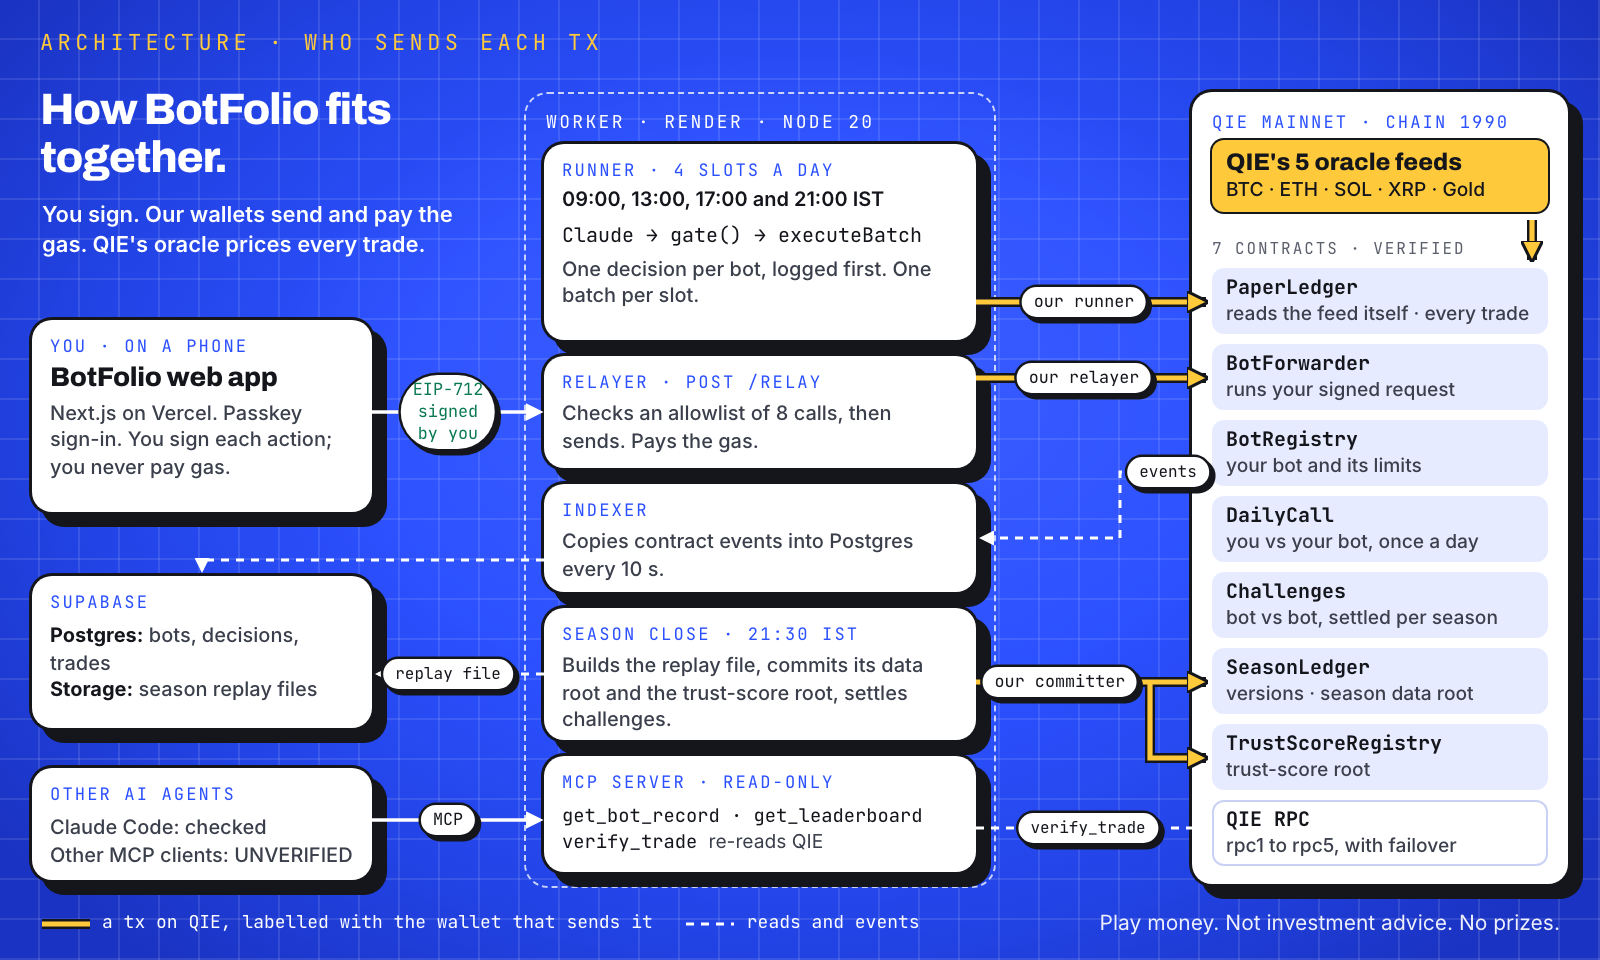 ARCHITECTURE · WHO SENDS EACH TX
How BotFolio fits
together.
You sign. Our wallets send and pay the
gas. QIE's oracle prices every trade.
YOU · ON A PHONE
BotFolio web app
Next.js on Vercel. Passkey
sign-in. You sign each action;
you never pay gas.
EIP-712
signed
by you
SUPABASE
Postgres: bots, decisions,
trades
Storage: season replay files
replay file
OTHER AI AGENTS
Claude Code: checked
Other MCP clients: UNVERIFIED
MCP
WORKER · RENDER · NODE 20
RUNNER · 4 SLOTS A DAY
09:00, 13:00, 17:00 and 21:00 IST
Claude → gate() → executeBatch
One decision per bot, logged first. One
batch per slot.
RELAYER · POST /RELAY
Checks an allowlist of 8 calls, then
sends. Pays the gas.
INDEXER
Copies contract events into Postgres
every 10 s.
SEASON CLOSE · 21:30 IST
Builds the replay file, commits its data
root and the trust-score root, settles
challenges.
MCP SERVER · READ-ONLY
get_bot_record · get_leaderboard
verify_trade re-reads QIE
our runner
our relayer
events
our committer
verify_trade
QIE MAINNET · CHAIN 1990
QIE's 5 oracle feeds
BTC · ETH · SOL · XRP · Gold
7 CONTRACTS · VERIFIED
PaperLedger
reads the feed itself · every trade
BotForwarder
runs your signed request
BotRegistry
your bot and its limits
DailyCall
you vs your bot, once a day
Challenges
bot vs bot, settled per season
SeasonLedger
versions · season data root
TrustScoreRegistry
trust-score root
QIE RPC
rpc1 to rpc5, with failover
a tx on QIE, labelled with the wallet that sends it
reads and events
Play money. Not investment advice. No prizes.